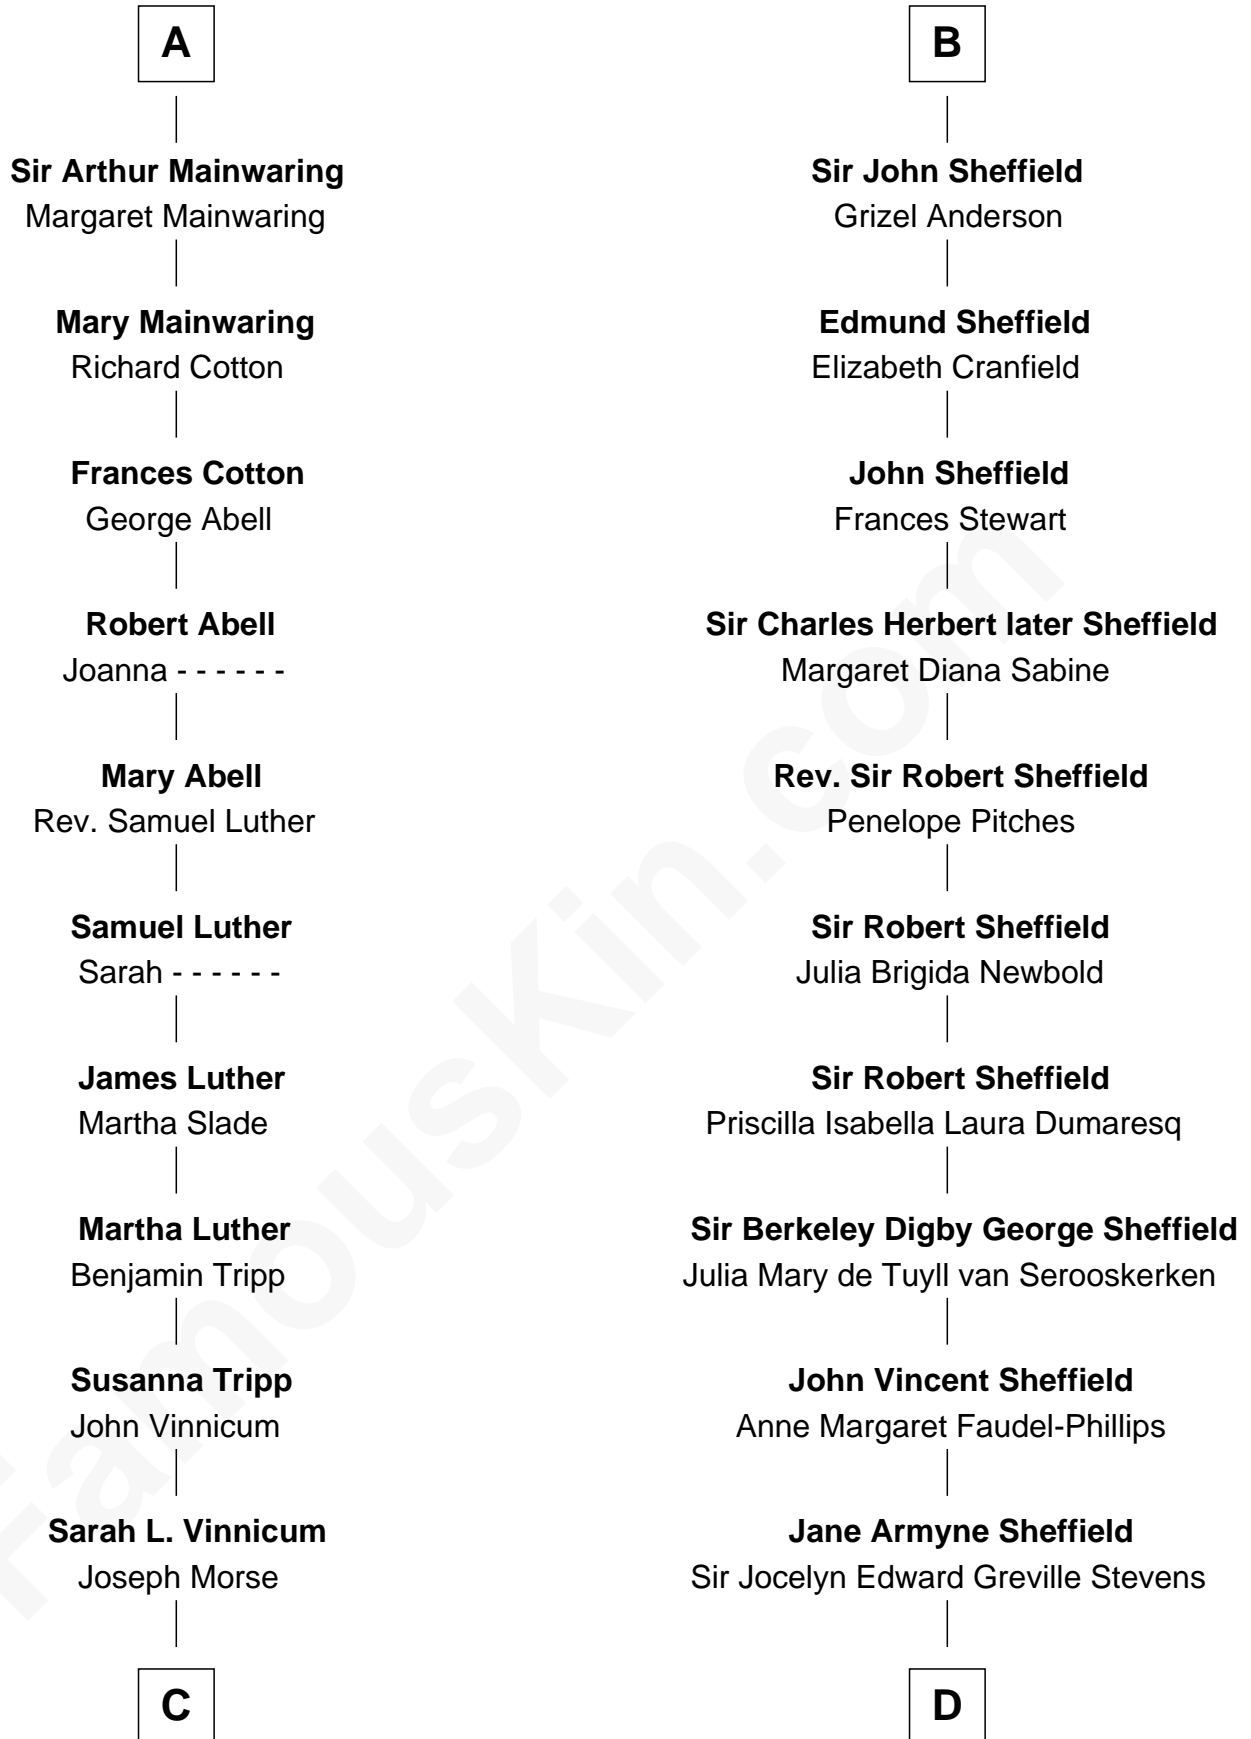 A
Sir Arthur Mainwaring
Margaret Mainwaring
Mary Mainwaring
Richard Cotton
Frances Cotton
George Abell
Robert Abell
Joanna - - - - - -
Mary Abell
Rev. Samuel Luther
Samuel Luther
Sarah - - - - - -
James Luther
Martha Slade
Martha Luther
Benjamin Tripp
Susanna Tripp
John Vinnicum
Sarah L. Vinnicum
Joseph Morse
C
B
Sir John Sheffield
Grizel Anderson
Edmund Sheffield
Elizabeth Cranfield
John Sheffield
Frances Stewart
Sir Charles Herbert later Sheffield
Margaret Diana Sabine
Rev. Sir Robert Sheffield
Penelope Pitches
Sir Robert Sheffield
Julia Brigida Newbold
Sir Robert Sheffield
Priscilla Isabella Laura Dumaresq
Sir Berkeley Digby George Sheffield
Julia Mary de Tuyll van Serooskerken
John Vincent Sheffield
Anne Margaret Faudel-Phillips
Jane Armyne Sheffield
Sir Jocelyn Edward Greville Stevens
D
FamousKin.com